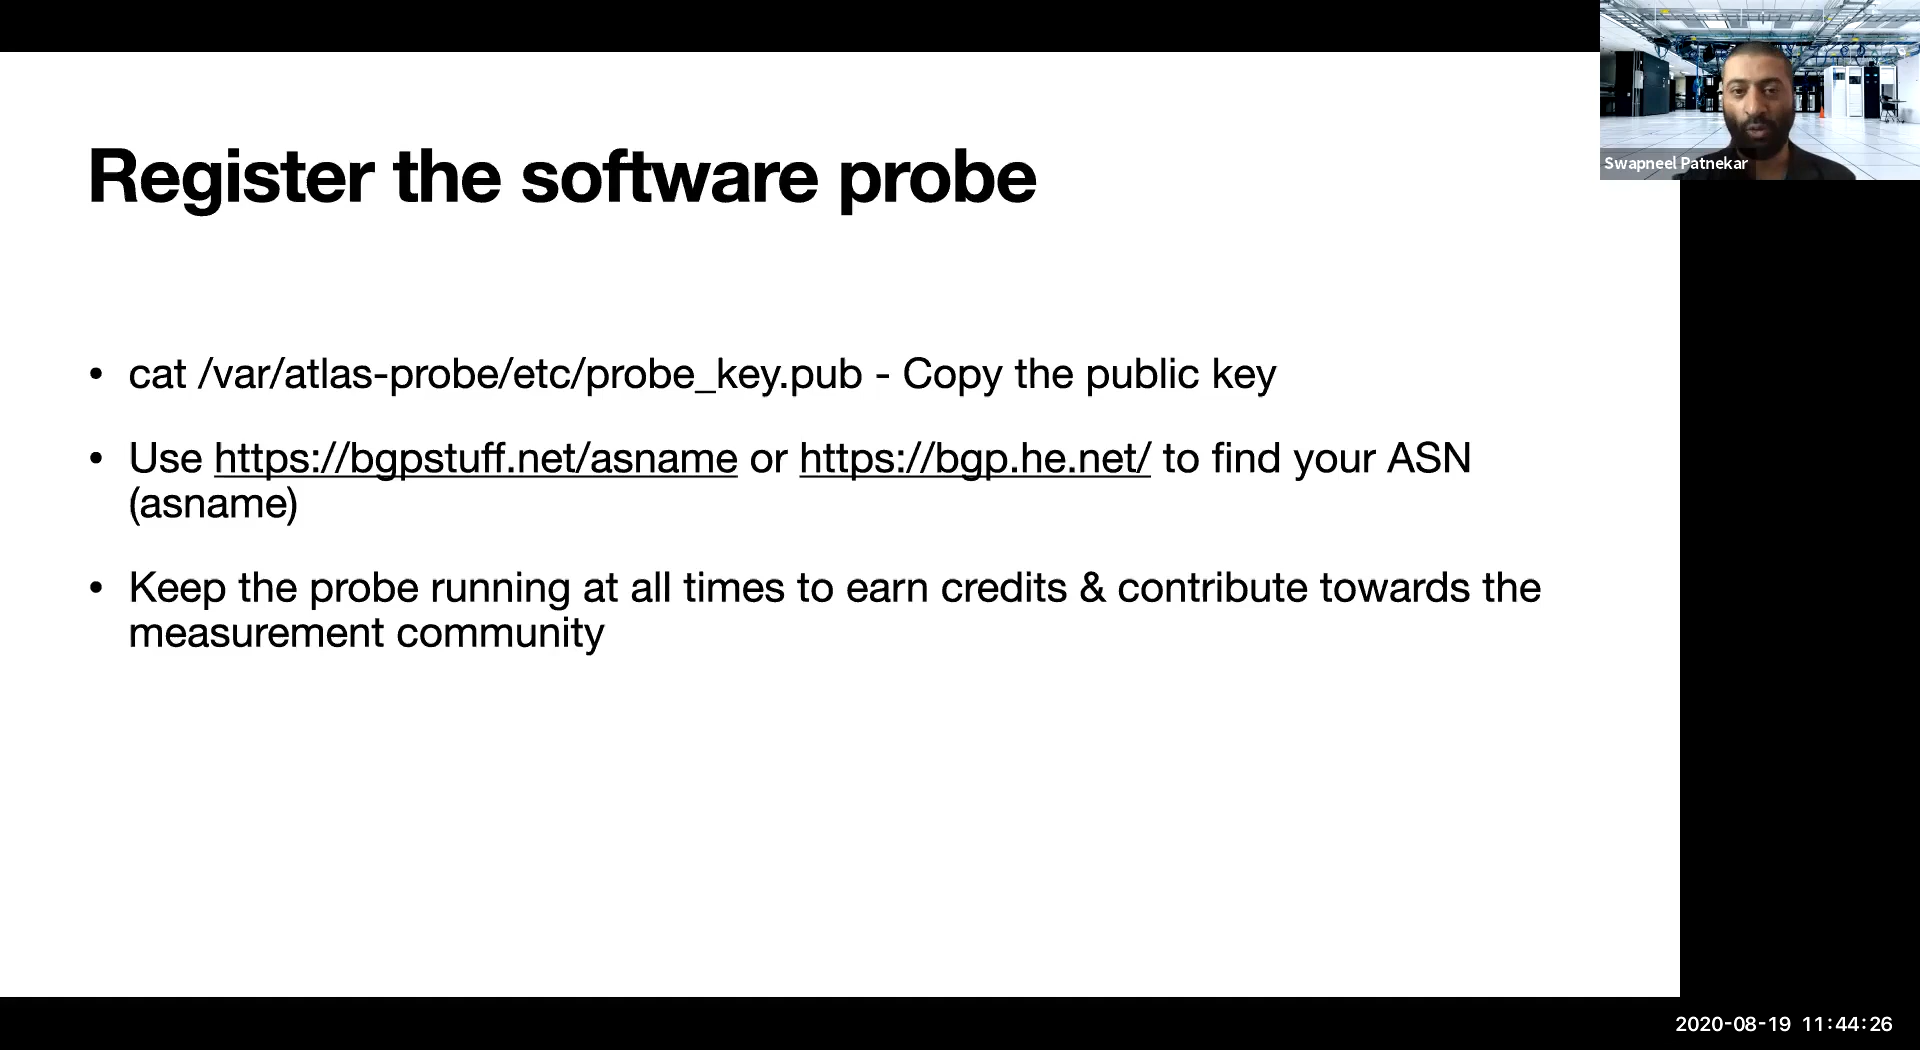 Register the software probe
• cat /var/atlas-probe/etc/probe_key.pub - Copy the public key
• Use https://bgpstuff.net/asname or https://bgp.he.net/ to find your ASN
(asname)
• Keep the probe running at all times to earn credits & contribute towards the
measurement community
Swapneel Patnekar
2020-08-19 11:44:26